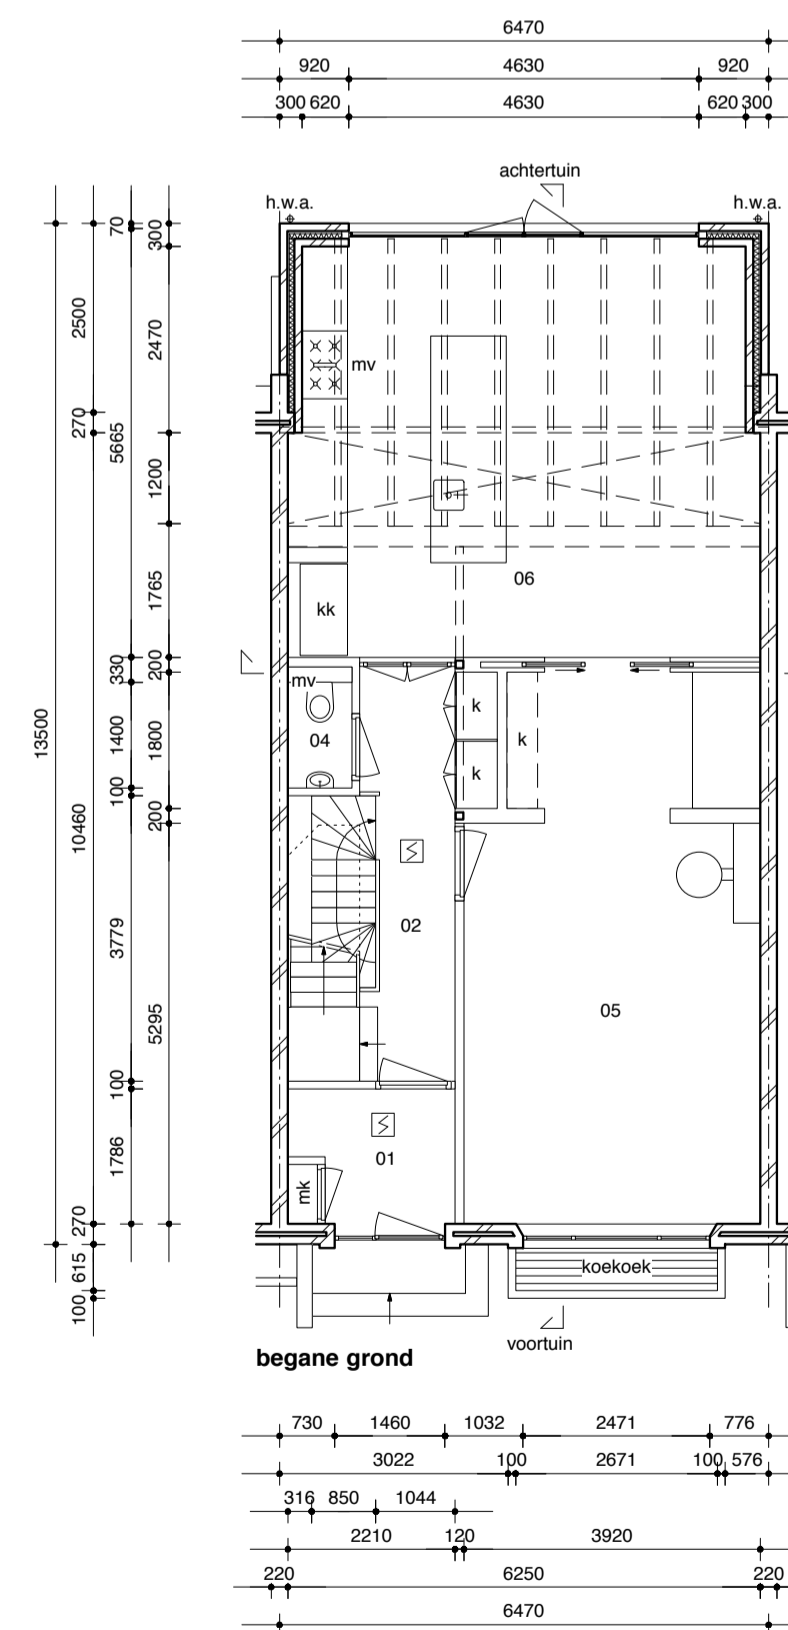 6470
920 4630 920
300 620 4630 620 300
achtertuin
h.w.a. h.w.a.
70 300
2500 2470
mv
270 5665 1200
06
1765
kk
330 200
mv
13500 1400 1800 04 k k
k
100 200
10460
3779 02
5295 05
100
1786 01
mk
270
615 koekoek
100
voortuin
begane grond
730 1460 1032 2471 776
3022 100 2671 100 576
316 850 1044
2210 120 3920
220 6250 220
6470